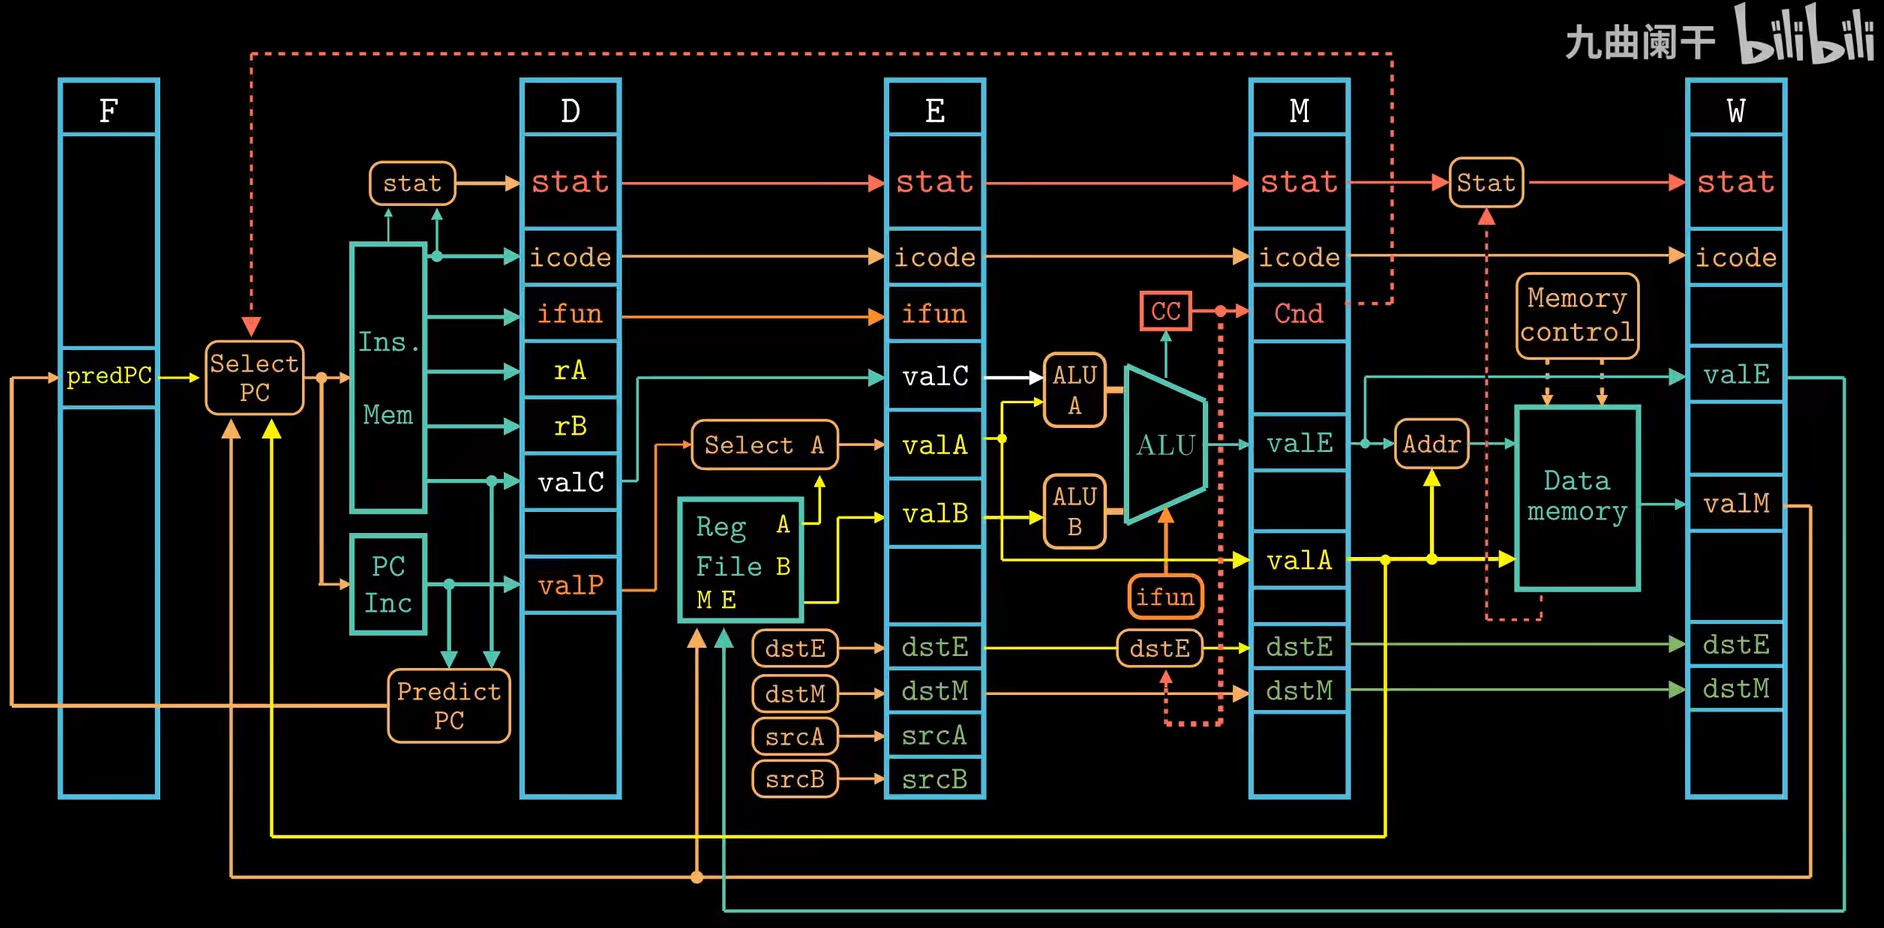 九曲阑干 bilibili
F
D
E
M
W
stat
stat
stat
stat
Stat
stat
icode
icode
icode
icode
Memory
control
ifun
ifun
CC
Cnd
Ins.
Mem
predPC
Select
PC
rA
valC
ALU
A
valE
rB
Select A
valA
ALU
valE
Addr
valC
Data
memory
valM
Reg A
File B
M E
valB
ALU
B
PC
Inc
valP
valA
ifun
dstE
dstE
dstE
dstE
dstE
Predict
PC
dstM
dstM
dstM
dstM
srcA
srcA
srcB
srcB